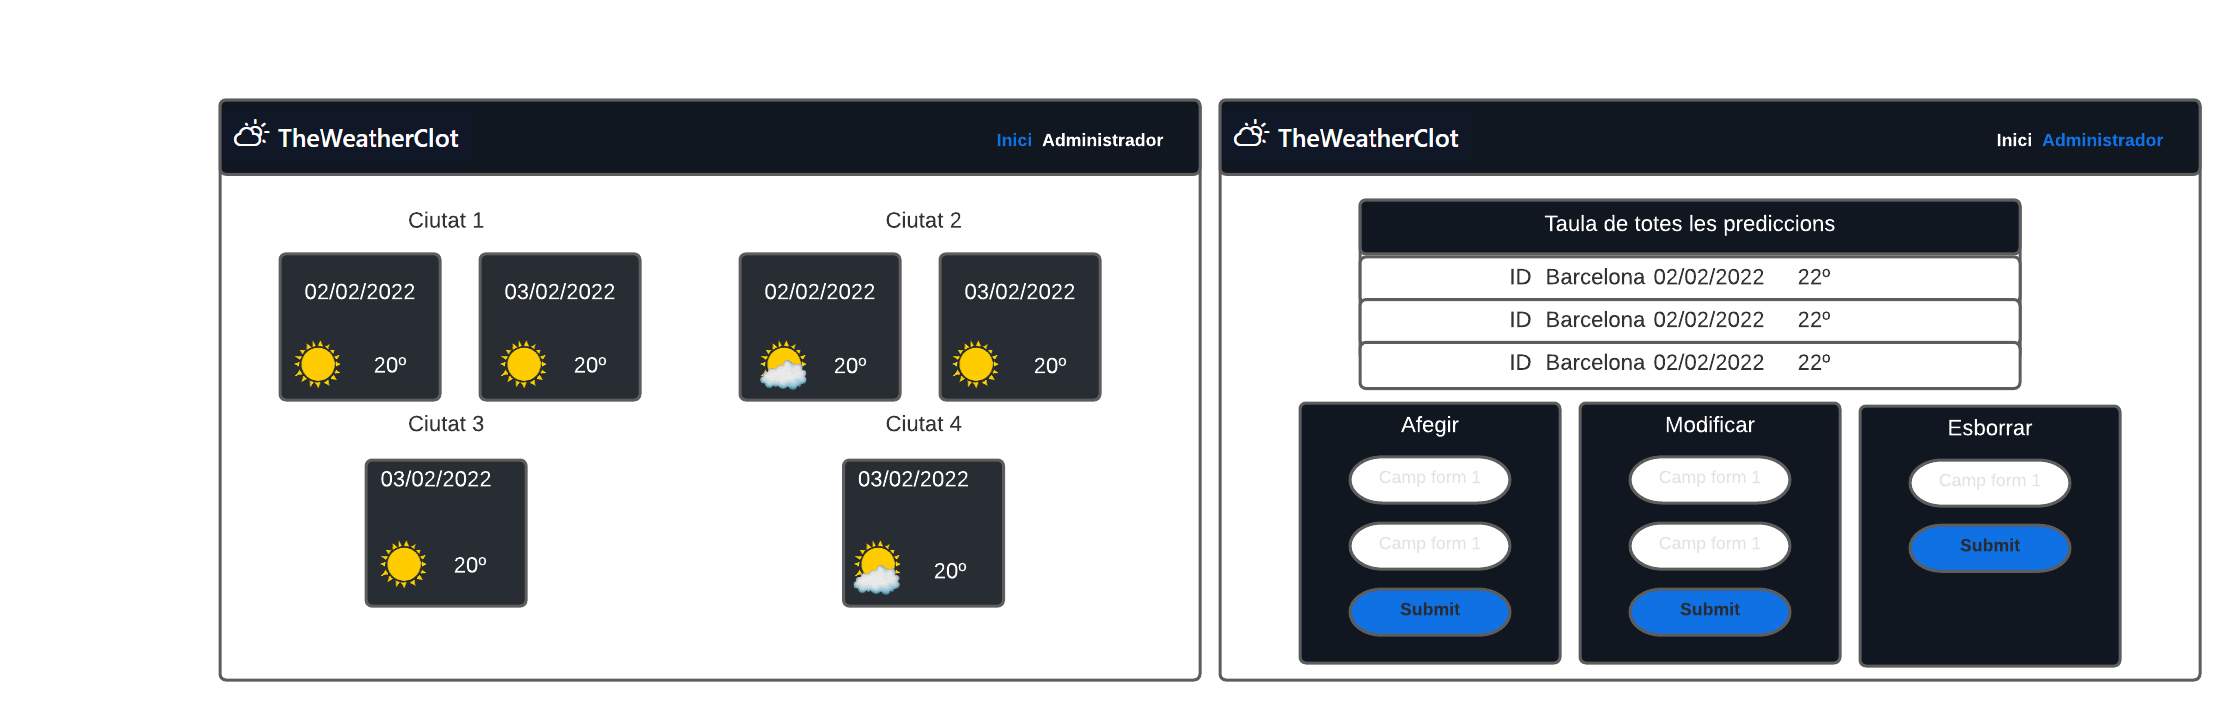 TheWeatherClot
Inici Administrador
Ciutat 1
Ciutat 2
02/02/2022
03/02/2022
02/02/2022
03/02/2022
20º
20º
20º
20º
Ciutat 3
Ciutat 4
03/02/2022
03/02/2022
20º
20º
TheWeatherClot
Inici Administrador
Taula de totes les prediccions
ID Barcelona 02/02/2022 22º
ID Barcelona 02/02/2022 22º
ID Barcelona 02/02/2022 22º
Afegir
Camp form 1
Camp form 1
Submit
Modificar
Camp form 1
Camp form 1
Submit
Esborrar
Camp form 1
Submit